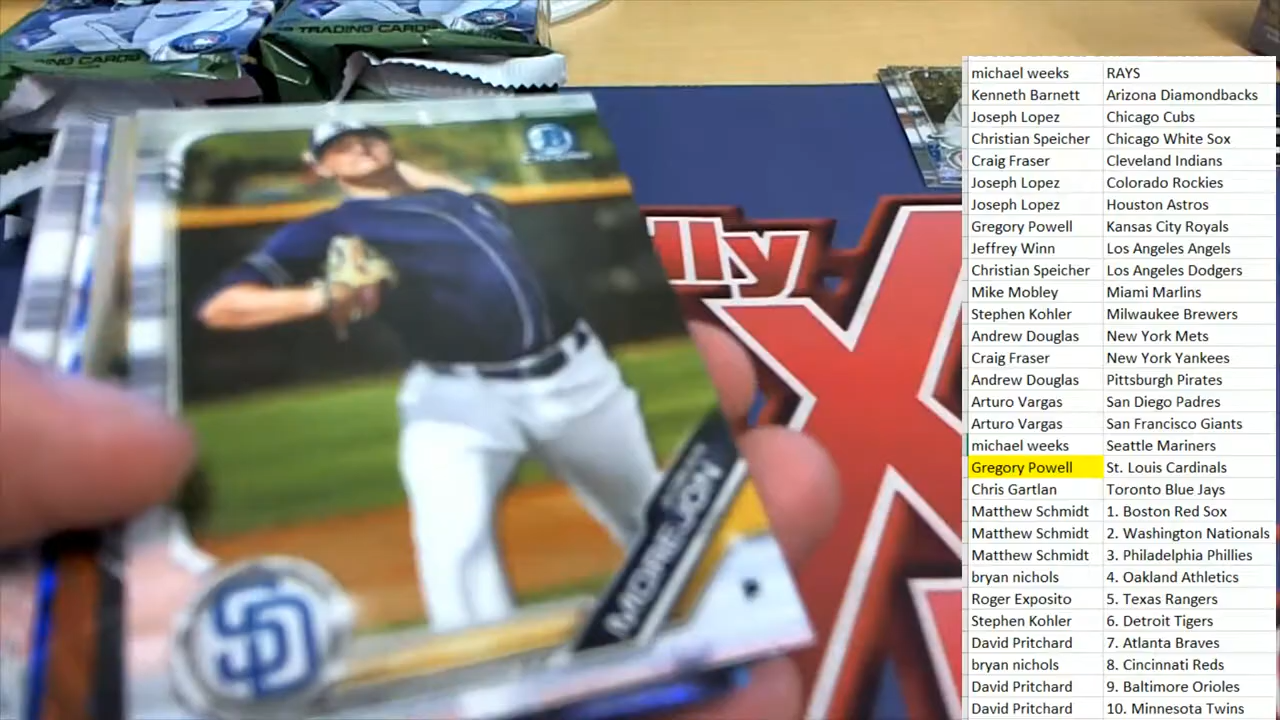 TRADING CARDS
TRADING CARDS
lly
X
SD
MOREJON
michael weeks RAYS
Kenneth Barnett Arizona Diamondbacks
Joseph Lopez Chicago Cubs
Christian Speicher Chicago White Sox
Craig Fraser Cleveland Indians
Joseph Lopez Colorado Rockies
Joseph Lopez Houston Astros
Gregory Powell Kansas City Royals
Jeffrey Winn Los Angeles Angels
Christian Speicher Los Angeles Dodgers
Mike Mobley Miami Marlins
Stephen Kohler Milwaukee Brewers
Andrew Douglas New York Mets
Craig Fraser New York Yankees
Andrew Douglas Pittsburgh Pirates
Arturo Vargas San Diego Padres
Arturo Vargas San Francisco Giants
michael weeks Seattle Mariners
Gregory Powell St. Louis Cardinals
Chris Gartlan Toronto Blue Jays
Matthew Schmidt 1. Boston Red Sox
Matthew Schmidt 2. Washington Nationals
Matthew Schmidt 3. Philadelphia Phillies
bryan nichols 4. Oakland Athletics
Roger Exposito 5. Texas Rangers
Stephen Kohler 6. Detroit Tigers
David Pritchard 7. Atlanta Braves
bryan nichols 8. Cincinnati Reds
David Pritchard 9. Baltimore Orioles
David Pritchard 10. Minnesota Twins